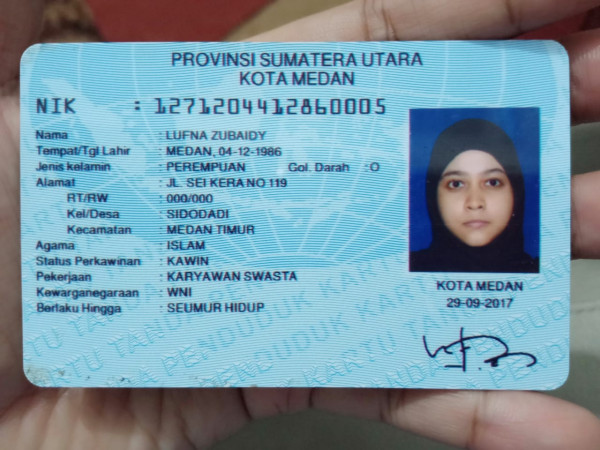 PROVINSI SUMATERA UTARA
KOTA MEDAN
NIK : 1271204412860005
Nama : LUFNA ZUBAIDY
Tempat/Tgl Lahir : MEDAN, 04-12-1986
Jenis kelamin : PEREMPUAN Gol. Darah : O
Alamat : JL. SEI KERA NO 119
RT/RW : 000/000
Kel/Desa : SIDODADI
Kecamatan : MEDAN TIMUR
Agama : ISLAM
Status Perkawinan : KAWIN
Pekerjaan : KARYAWAN SWASTA
Kewarganegaraan : WNI
Berlaku Hingga : SEUMUR HIDUP
KOTA MEDAN
29-09-2017